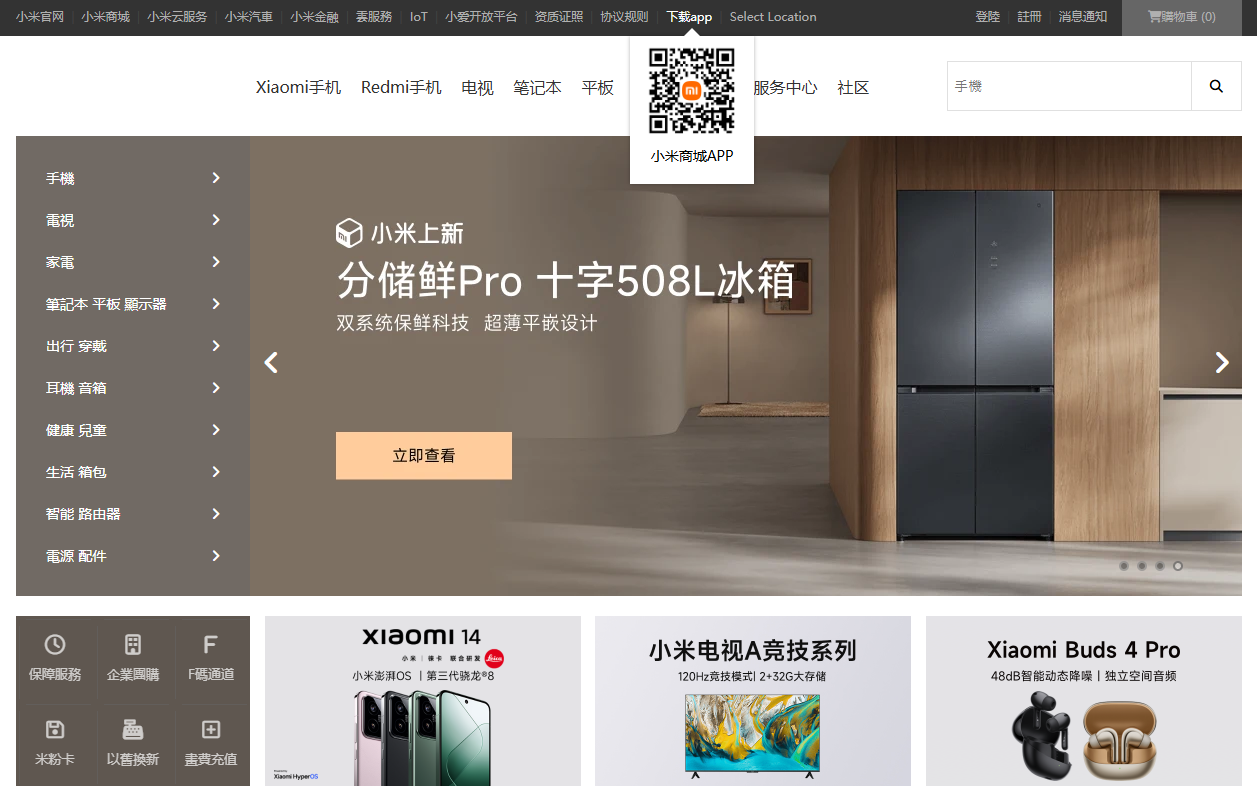 小米官网 小米商城 小米云服务 小米汽車 小米金融 雲服務 IoT 小爱开放平台 资质证照 协议规则 下载app Select Location 登陸 註冊 消息通知 購物車 (0)
Xiaomi手机 Redmi手机 电视 笔记本 平板 服务中心 社区 手機
小米商城APP
手機
電視
家電
筆記本 平板 顯示器
出行 穿戴
耳機 音箱
健康 兒童
生活 箱包
智能 路由器
電源 配件
小米上新
分储鲜Pro 十字508L冰箱
双系统保鲜科技 超薄平嵌设计
立即查看
保障服務 企業團購 F碼通道
米粉卡 以舊換新 畫費充值
xiaomi 14
小米 | 徕卡 联合研发 Leica
小米澎湃OS | 第三代骁龙®8
Xiaomi HyperOS
小米电视A竞技系列
120Hz竞技模式| 2+32G大存储
Xiaomi Buds 4 Pro
48dB智能动态降噪 | 独立空间音频